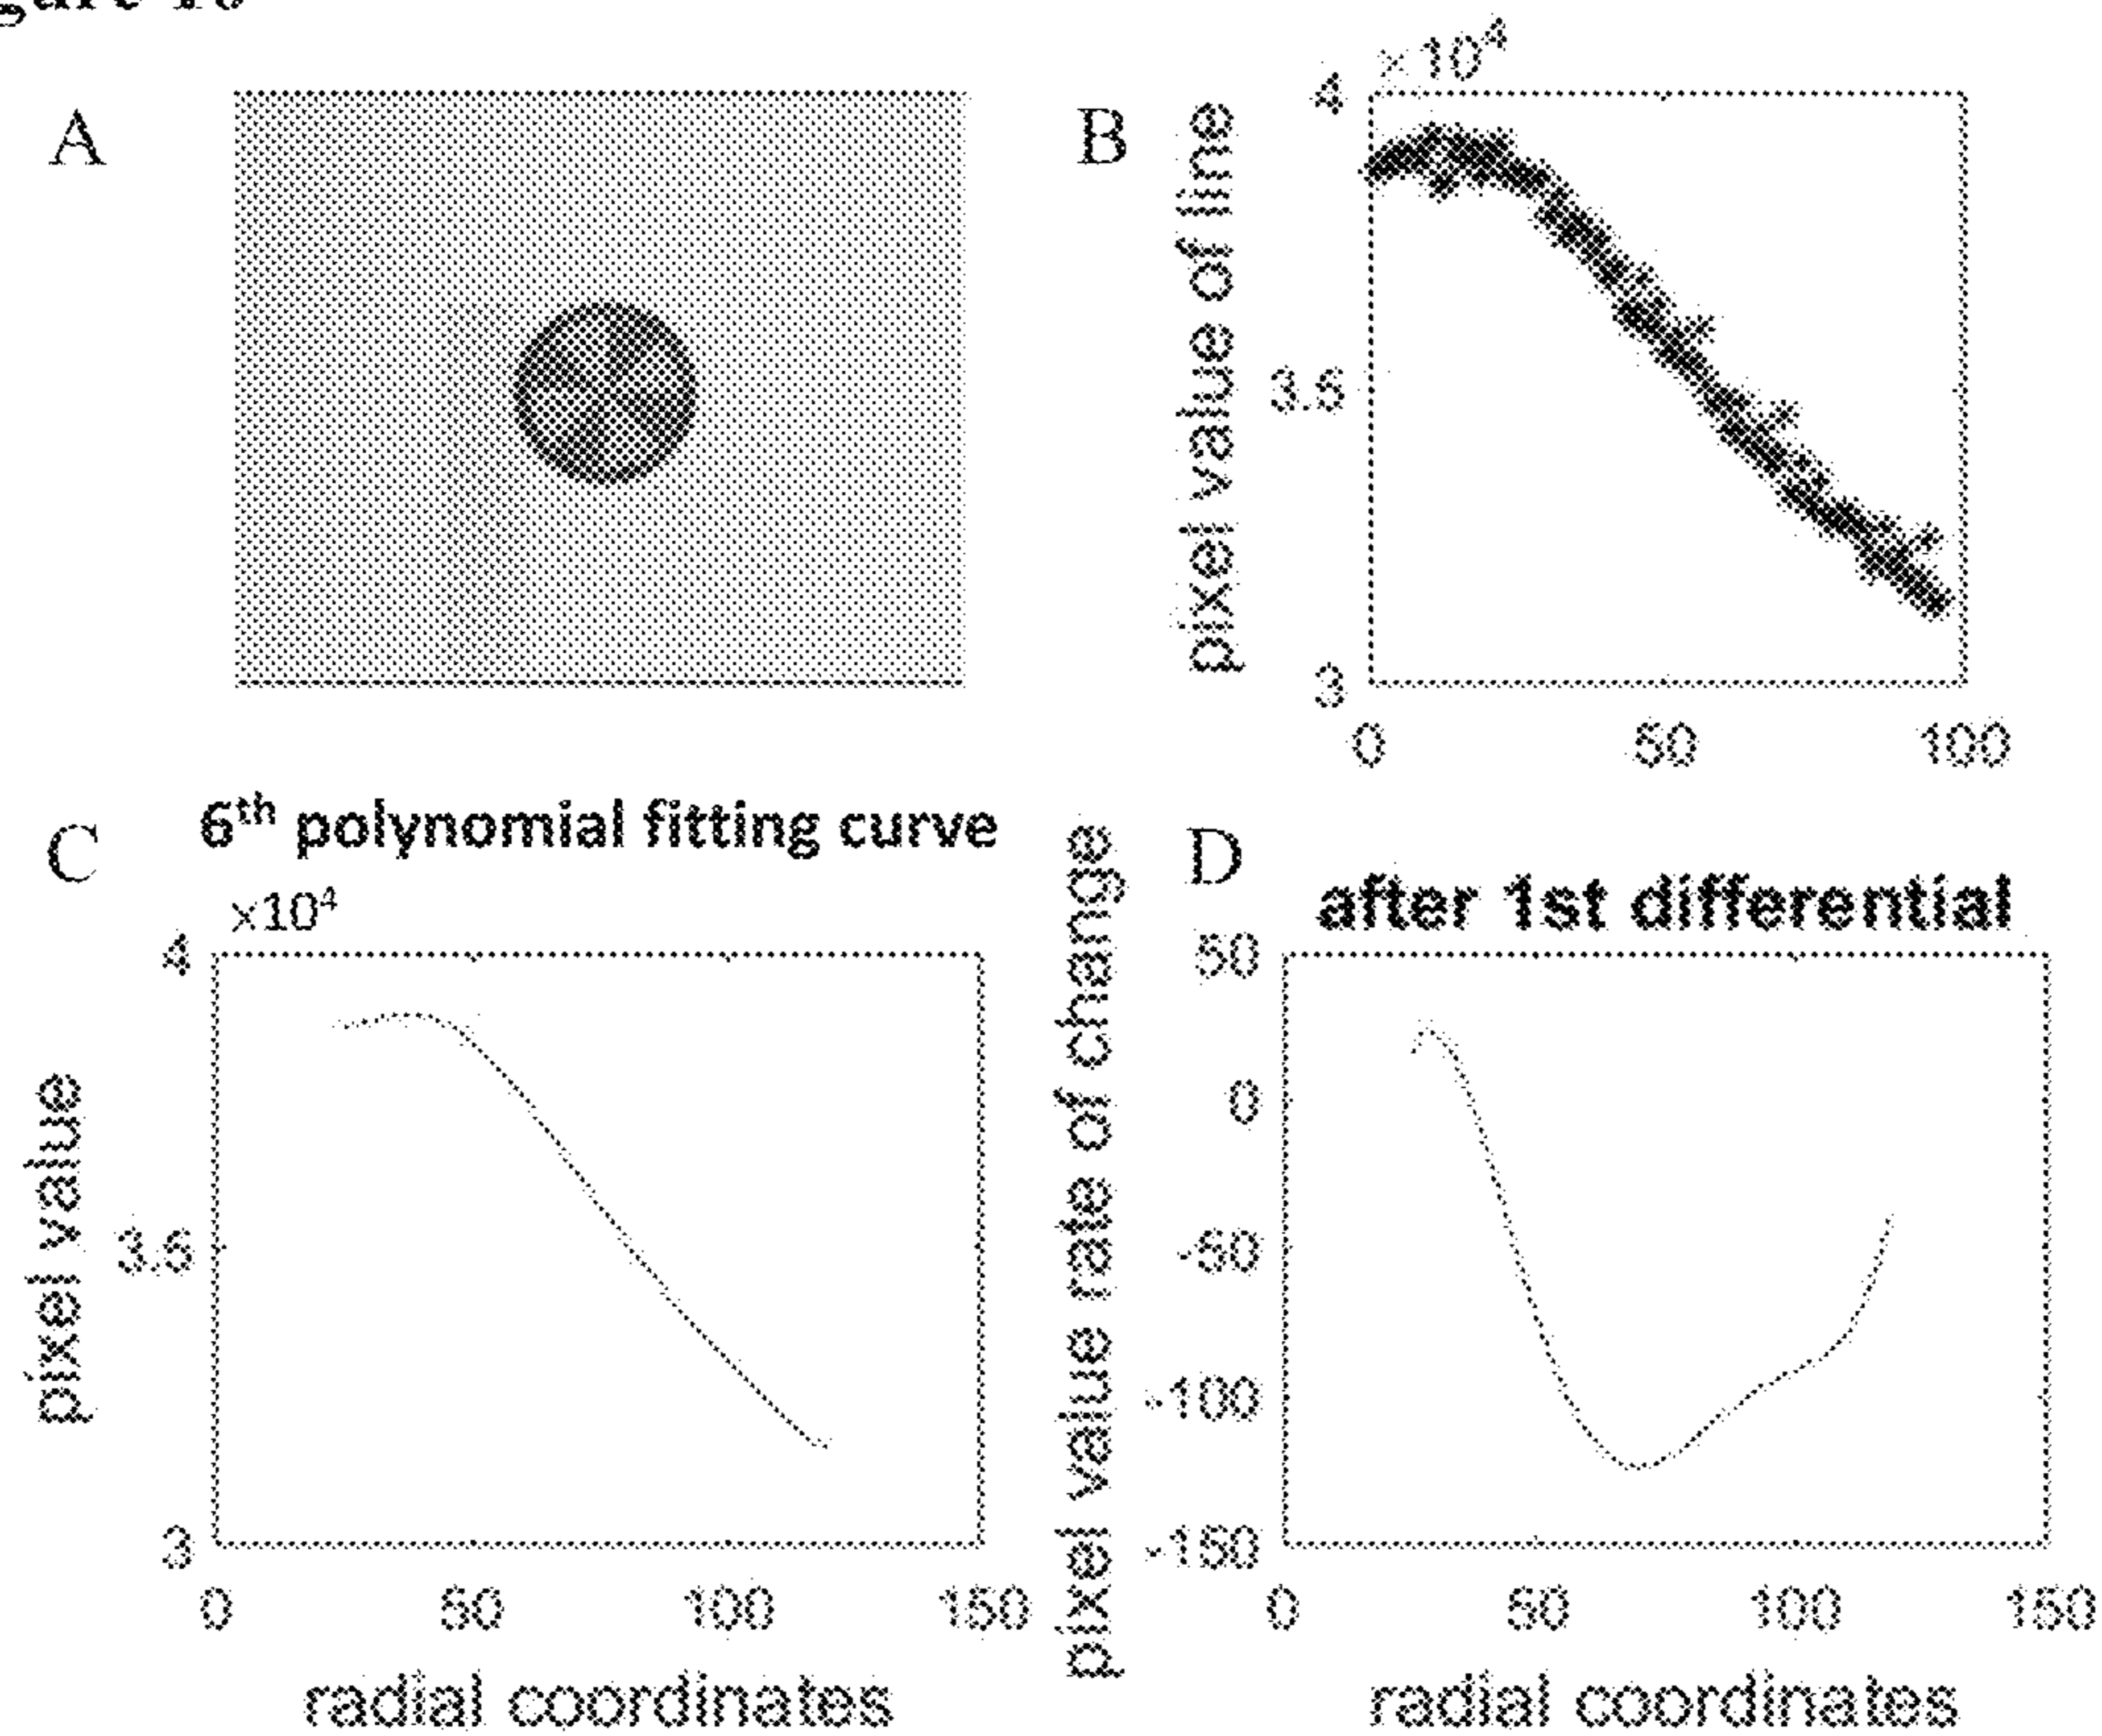 A
B
×10⁴
4
3.5
3
pixel value of line
0 50 100
C
6th polynomial fitting curve
×10⁴
4
3.5
3
pixel value
0 50 100 150
radial coordinates
D
after 1st differential
50
0
-50
-100
-150
pixel value rate of change
0 50 100 150
radial coordinates